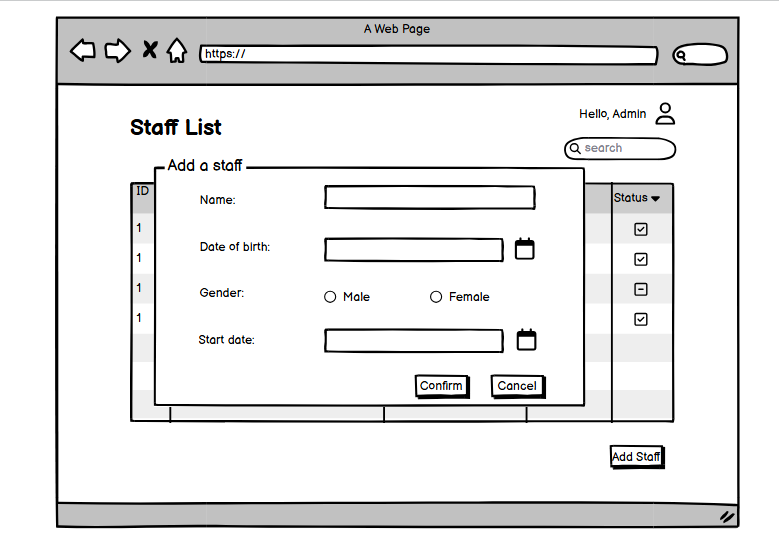 A Web Page
https://
Hello, Admin
Staff List
search
Add a staff
ID
Status
Name:
1
Date of birth:
1
1
Gender:
Male
Female
1
Start date:
Confirm
Cancel
Add Staff